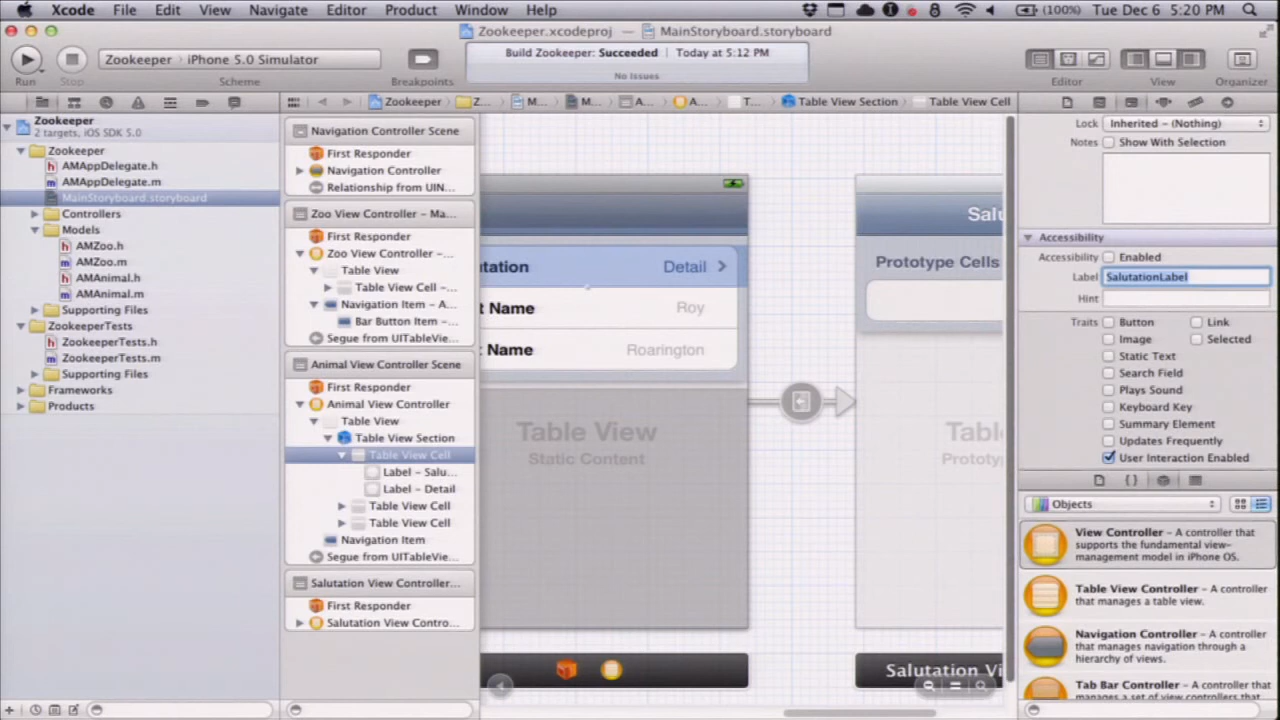 Xcode File Edit View Navigate Editor Product Window Help (100%) Tue Dec 6 5:20 PM
Zookeeper.xcodeproj — MainStoryboard.storyboard
Zookeeper › iPhone 5.0 Simulator
Build Zookeeper: Succeeded Today at 5:12 PM
No Issues
Run Stop Scheme Breakpoints Editor View Organizer
Zookeeper Z... M... M... A... A... T... Table View Section Table View Cell
Zookeeper
2 targets, iOS SDK 5.0
Zookeeper
AMAppDelegate.h
AMAppDelegate.m
MainStoryboard.storyboard
Controllers
Models
AMZoo.h
AMZoo.m
AMAnimal.h
AMAnimal.m
Supporting Files
ZookeeperTests
ZookeeperTests.h
ZookeeperTests.m
Supporting Files
Frameworks
Products
Navigation Controller Scene
First Responder
Navigation Controller
Relationship from UIN...
Zoo View Controller – Ma...
First Responder
Zoo View Controller –...
Table View
Table View Cell –...
Navigation Item – A...
Bar Button Item –...
Segue from UITableVie...
Animal View Controller Scene
First Responder
Animal View Controller
Table View
Table View Section
Table View Cell
Label – Salu...
Label – Detail
Table View Cell
Table View Cell
Navigation Item
Segue from UITableVie...
Salutation View Controller...
First Responder
Salutation View Contro...
utation Detail
t Name Roy
t Name Roarington
Table View
Static Content
Salu
Prototype Cells
Tabl
Prototyp
Salutation Vi
Lock Inherited – (Nothing)
Notes Show With Selection
Accessibility
Accessibility Enabled
Label SalutationLabel
Hint
Traits Button Link
Image Selected
Static Text
Search Field
Plays Sound
Keyboard Key
Summary Element
Updates Frequently
User Interaction Enabled
Objects
View Controller – A controller that
supports the fundamental view-
management model in iPhone OS.
Table View Controller – A controller
that manages a table view.
Navigation Controller – A controller
that manages navigation through a
hierarchy of views.
Tab Bar Controller – A controller
that manages a set of view controllers